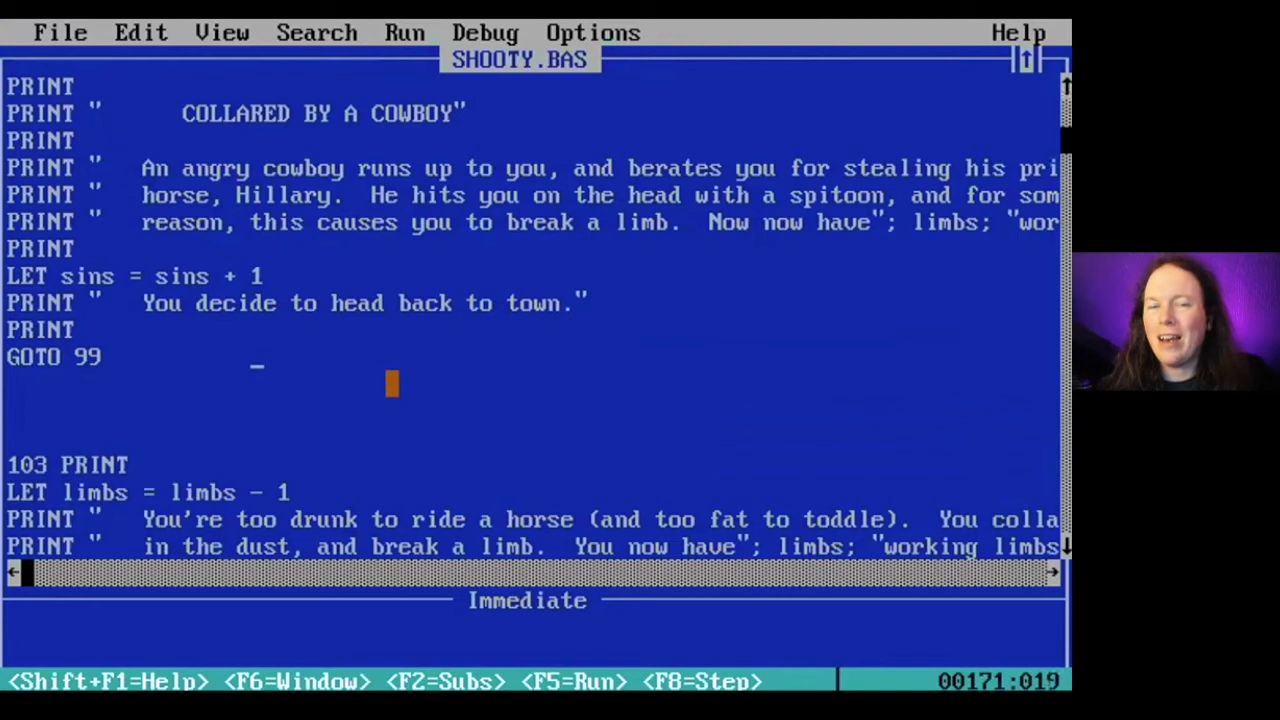 File Edit View Search Run Debug Options Help
SHOOTY.BAS
PRINT
PRINT "      COLLARED BY A COWBOY"
PRINT
PRINT "   An angry cowboy runs up to you, and berates you for stealing his pri
PRINT "   horse, Hillary.  He hits you on the head with a spitoon, and for som
PRINT "   reason, this causes you to break a limb.  Now now have"; limbs; "wor
PRINT
LET sins = sins + 1
PRINT "   You decide to head back to town."
PRINT
GOTO 99
103 PRINT
LET limbs = limbs - 1
PRINT "   You're too drunk to ride a horse (and too fat to toddle).  You colla
PRINT "   in the dust, and break a limb.  You now have"; limbs; "working limbs
Immediate
<Shift+F1=Help> <F6=Window> <F2=Subs> <F5=Run> <F8=Step> 00171:019